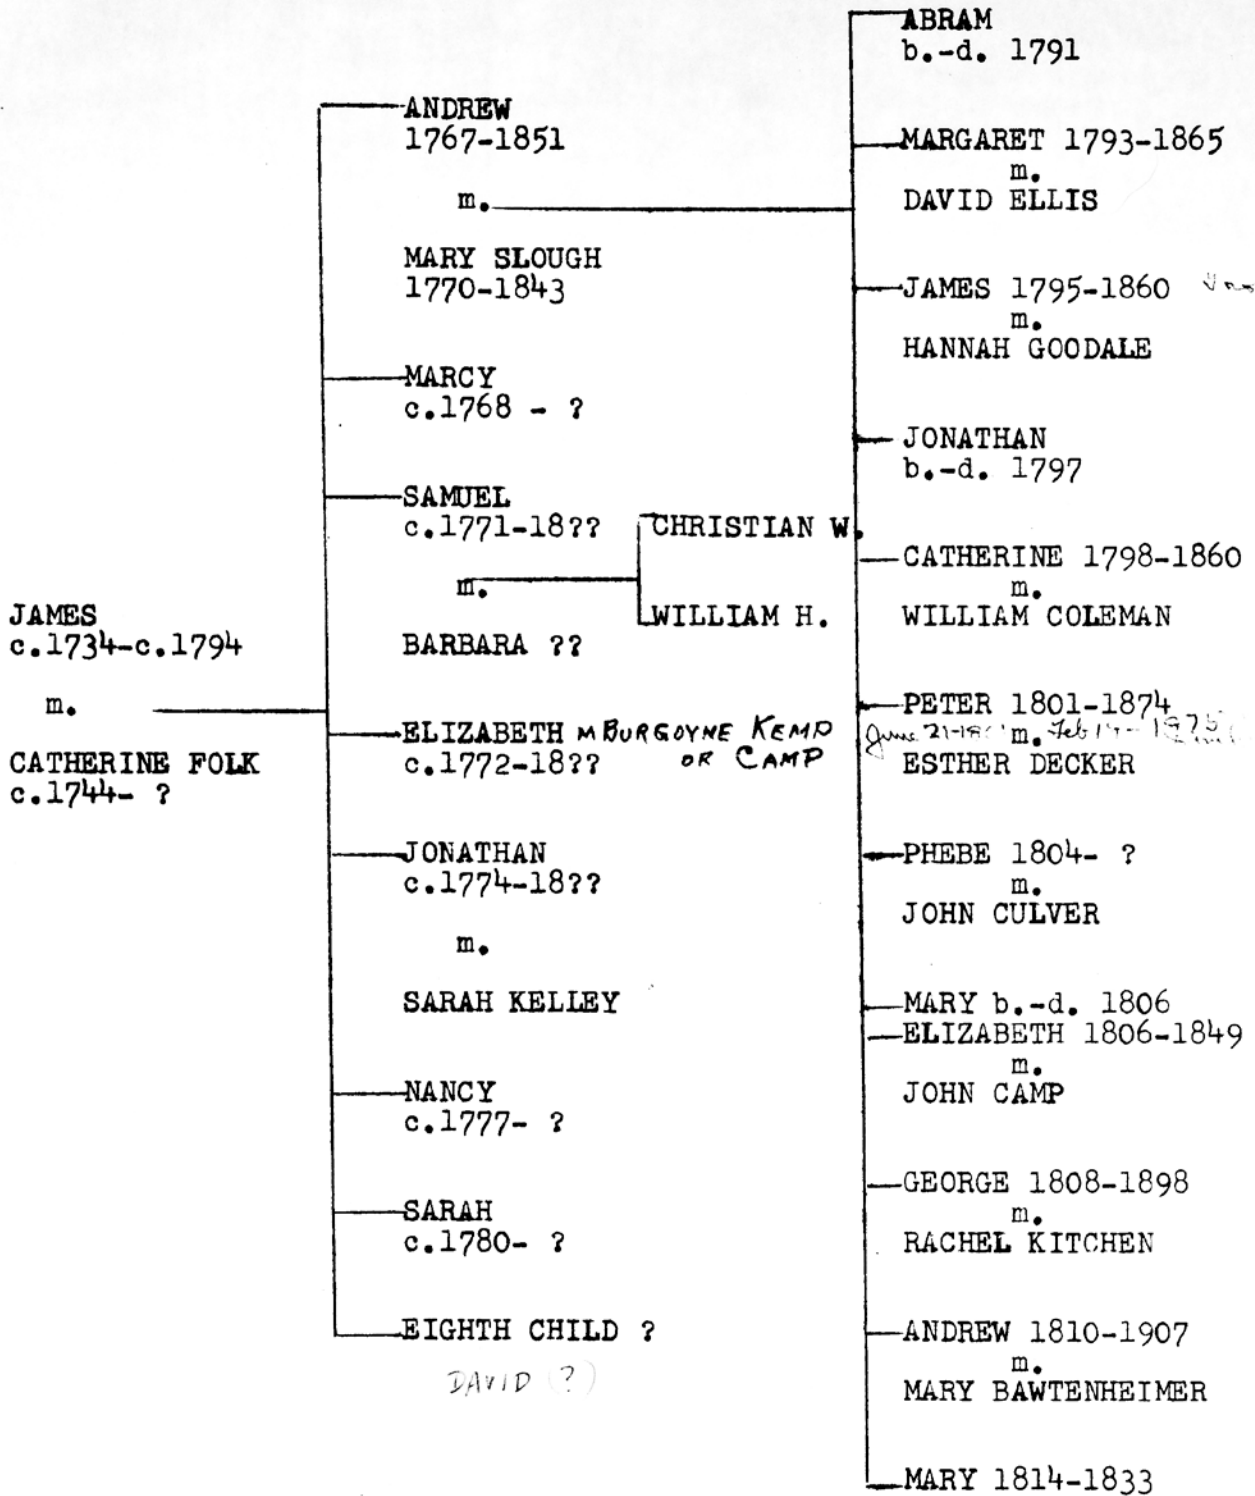 JAMES
c.1734-c.1794
m.
CATHERINE FOLK
c.1744- ?
ANDREW
1767-1851
m.
MARY SLOUGH
1770-1843
MARCY
c.1768 - ?
SAMUEL
c.1771-18??
m.
BARBARA ??
CHRISTIAN W.
WILLIAM H.
ELIZABETH m BURGOYNE KEMP
OR CAMP
c.1772-18??
JONATHAN
c.1774-18??
m.
SARAH KELLEY
NANCY
c.1777- ?
SARAH
c.1780- ?
EIGHTH CHILD ?
DAVID (?)
ABRAM
b.-d. 1791
MARGARET 1793-1865
m.
DAVID ELLIS
JAMES 1795-1860
m.
HANNAH GOODALE
JONATHAN
b.-d. 1797
CATHERINE 1798-1860
m.
WILLIAM COLEMAN
PETER 1801-1874
June 21 m. Feb 1875
ESTHER DECKER
PHEBE 1804- ?
m.
JOHN CULVER
MARY b.-d. 1806
ELIZABETH 1806-1849
m.
JOHN CAMP
GEORGE 1808-1898
m.
RACHEL KITCHEN
ANDREW 1810-1907
m.
MARY BAWTENHEIMER
MARY 1814-1833